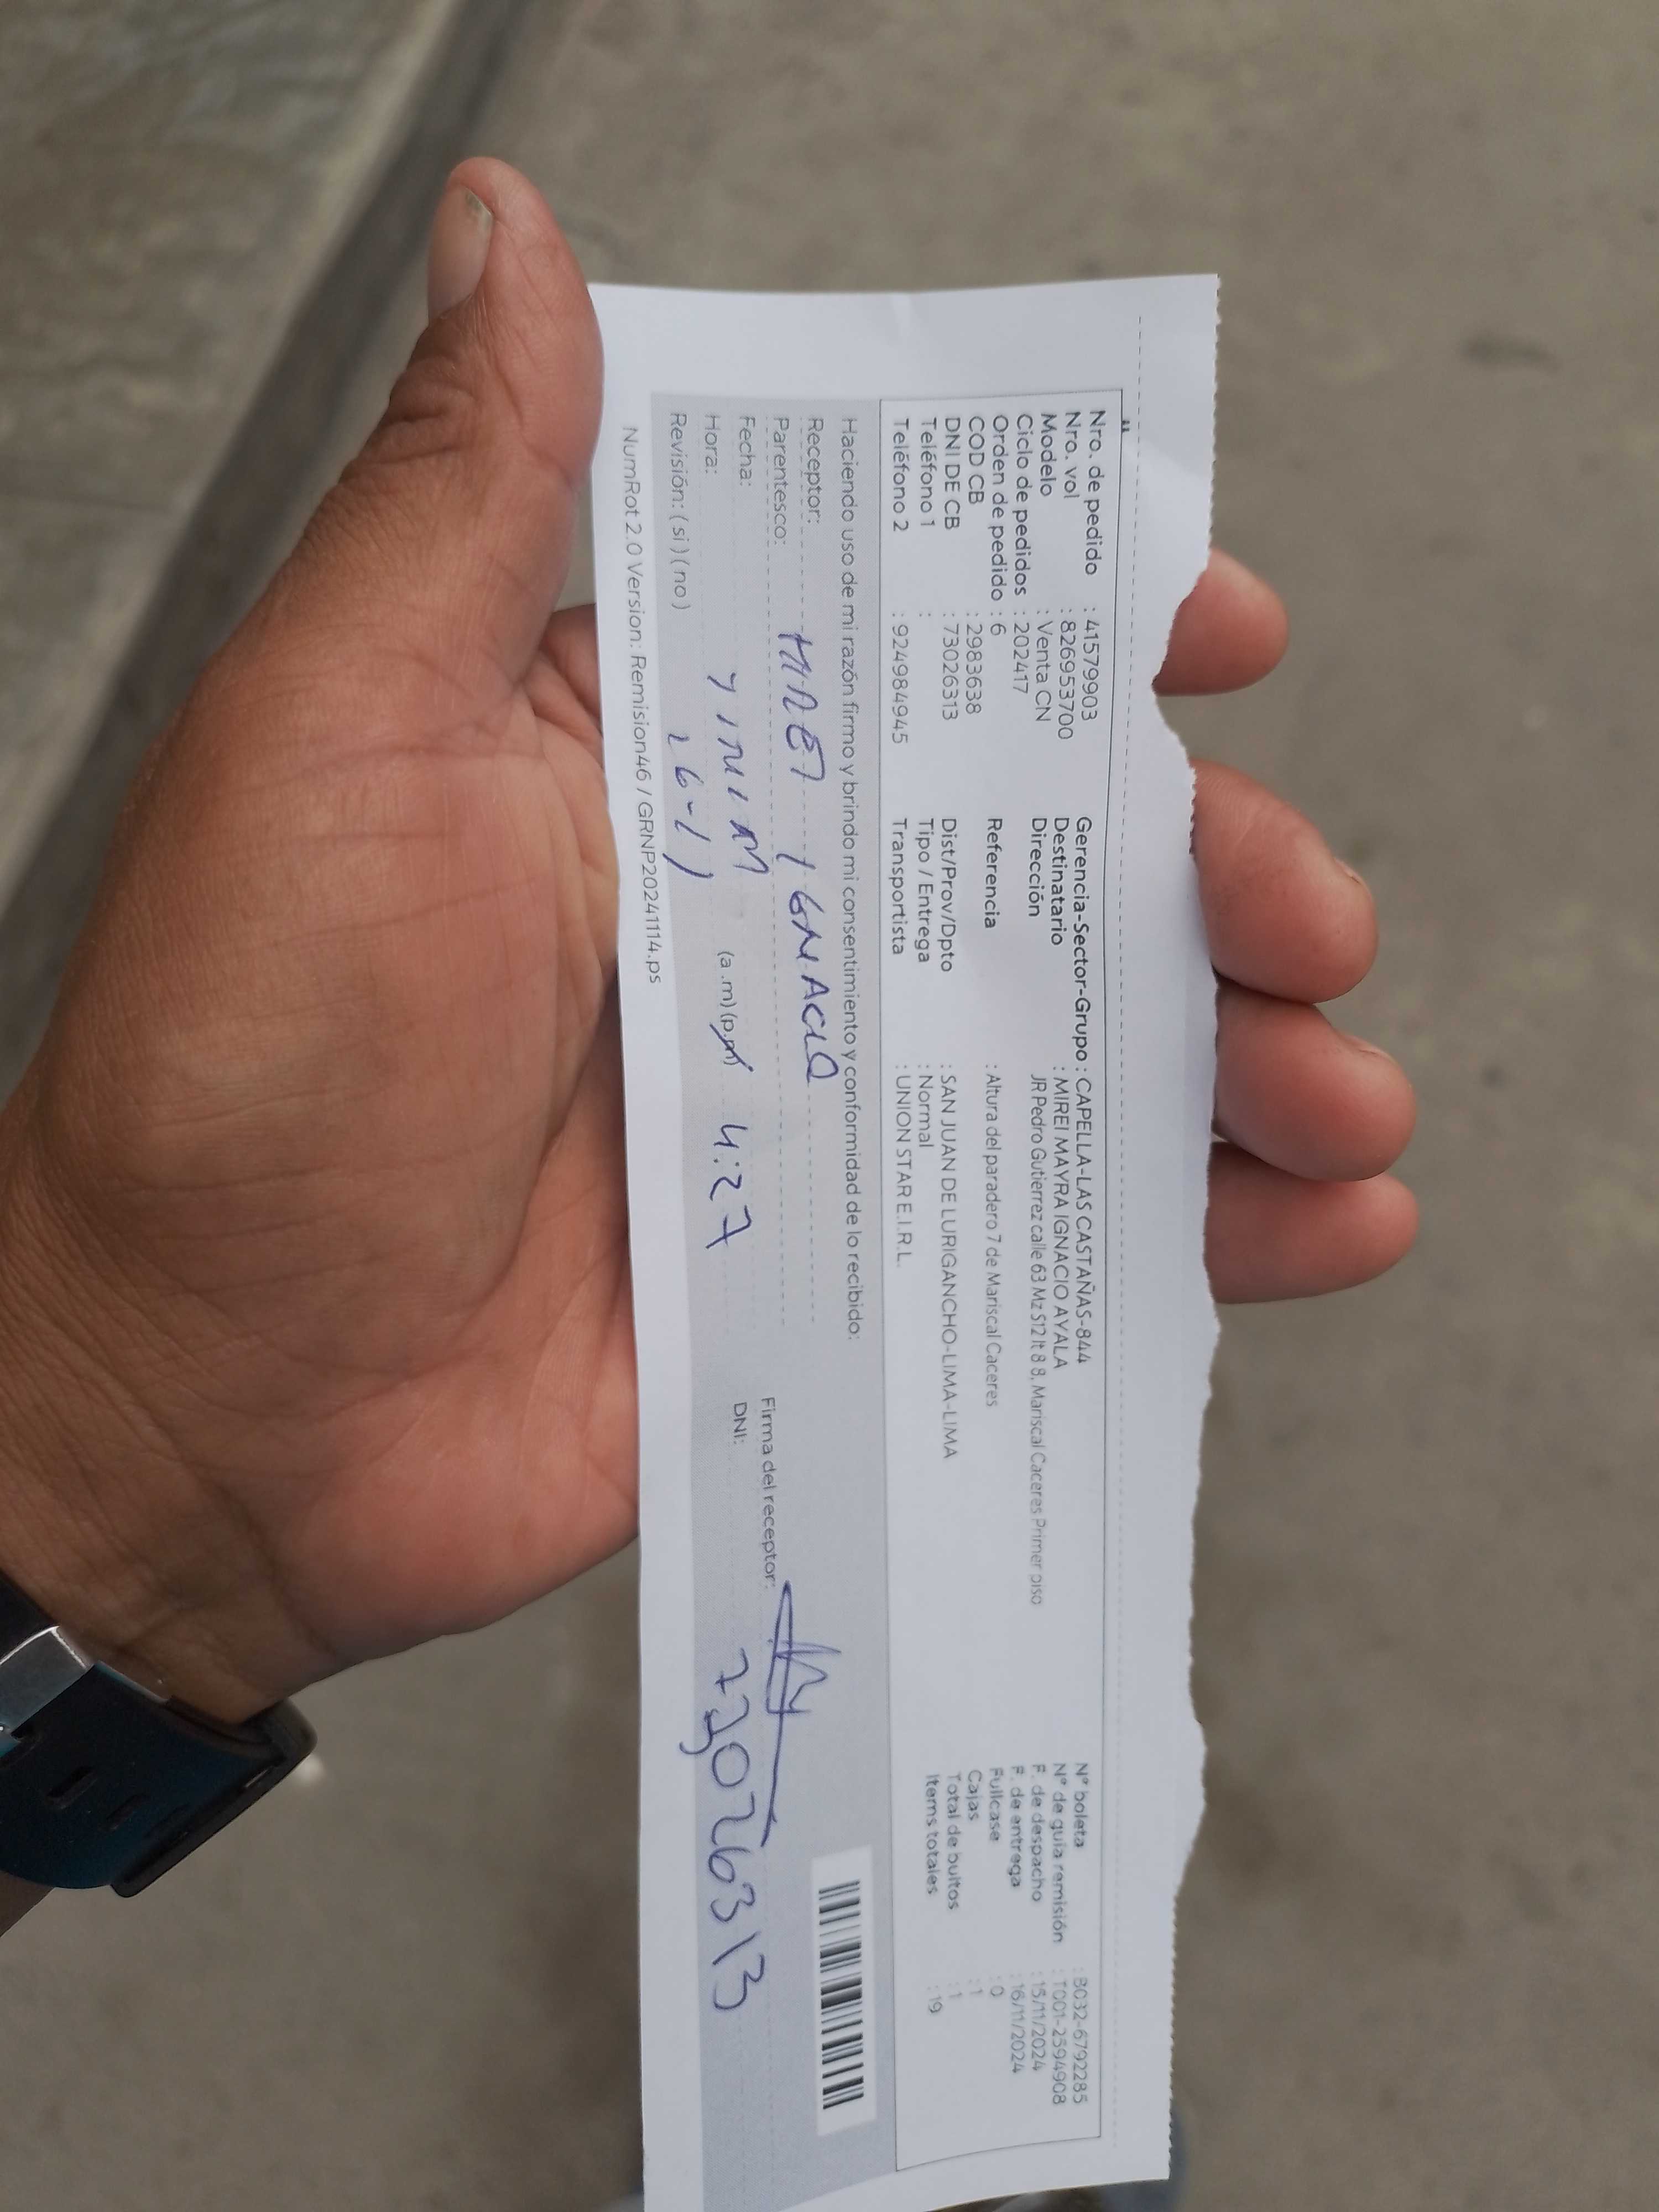 Nro. de pedido : 41579903 Gerencia-Sector-Grupo : CAPELLA-LAS CASTAÑAS-844 N° boleta : B032-6792285
Nro. vol : 826953700 Destinatario : MIREI MAYRA IGNACIO AYALA N° de guía remisión : T001-2594908
Modelo : Venta CN Dirección JR Pedro Gutierrez calle 63 Mz S12 lt 8 8, Mariscal Caceres Primer piso F. de despacho : 15/11/2024
Ciclo de pedidos : 202417 F. de entrega : 16/11/2024
Orden de pedido : 6 Referencia : Altura del paradero 7 de Mariscal Caceres Fullcase : 0
COD CB : 2983638 Cajas : 1
DNI DE CB : 73026313 Dist/Prov/Dpto : SAN JUAN DE LURIGANCHO-LIMA-LIMA Total de bultos : 1
Teléfono 1 : Tipo / Entrega : Normal Items totales : 19
Teléfono 2 : 924984945 Transportista : UNION STAR E.I.R.L.
Haciendo uso de mi razón firmo y brindo mi consentimiento y conformidad de lo recibido:
Receptor: IGNACIO
Parentesco: Firma del receptor:
Fecha: DNI: 73026313
Hora: (a.m) (p.m) 4:27
Revisión: ( si ) ( no )
NumRot 2.0 Version: Remision46 / GRNP20241114.ps